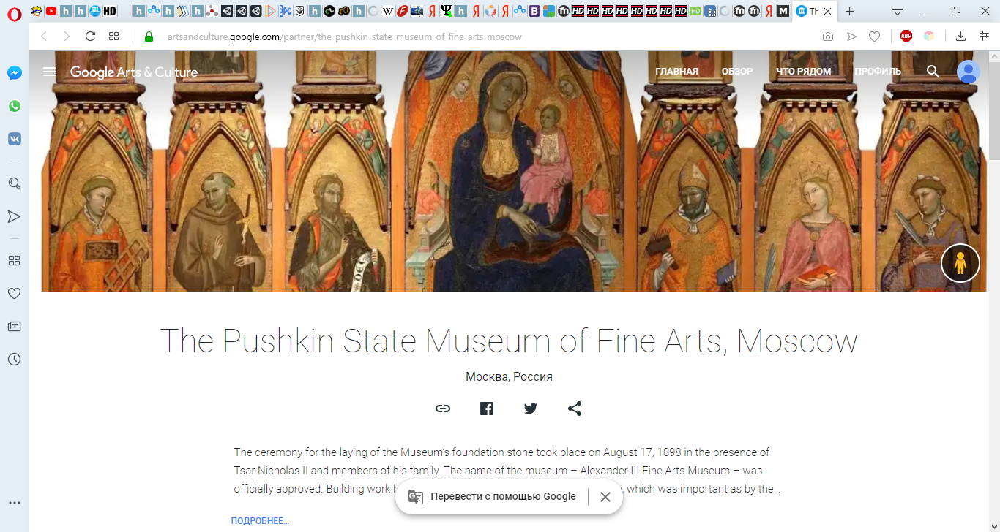 Th
artsandculture.google.com/partner/the-pushkin-state-museum-of-fine-arts-moscow
ABP
Google Arts & Culture
ГЛАВНАЯ ОБЗОР ЧТО РЯДОМ ПРОФИЛЬ
The Pushkin State Museum of Fine Arts, Moscow
Москва, Россия
The ceremony for the laying of the Museum's foundation stone took place on August 17, 1898 in the presence of
Tsar Nicholas II and members of his family. The name of the museum – Alexander III Fine Arts Museum – was
officially approved. Building work , which was important as by the...
Перевести с помощью Google
ПОДРОБНЕЕ...